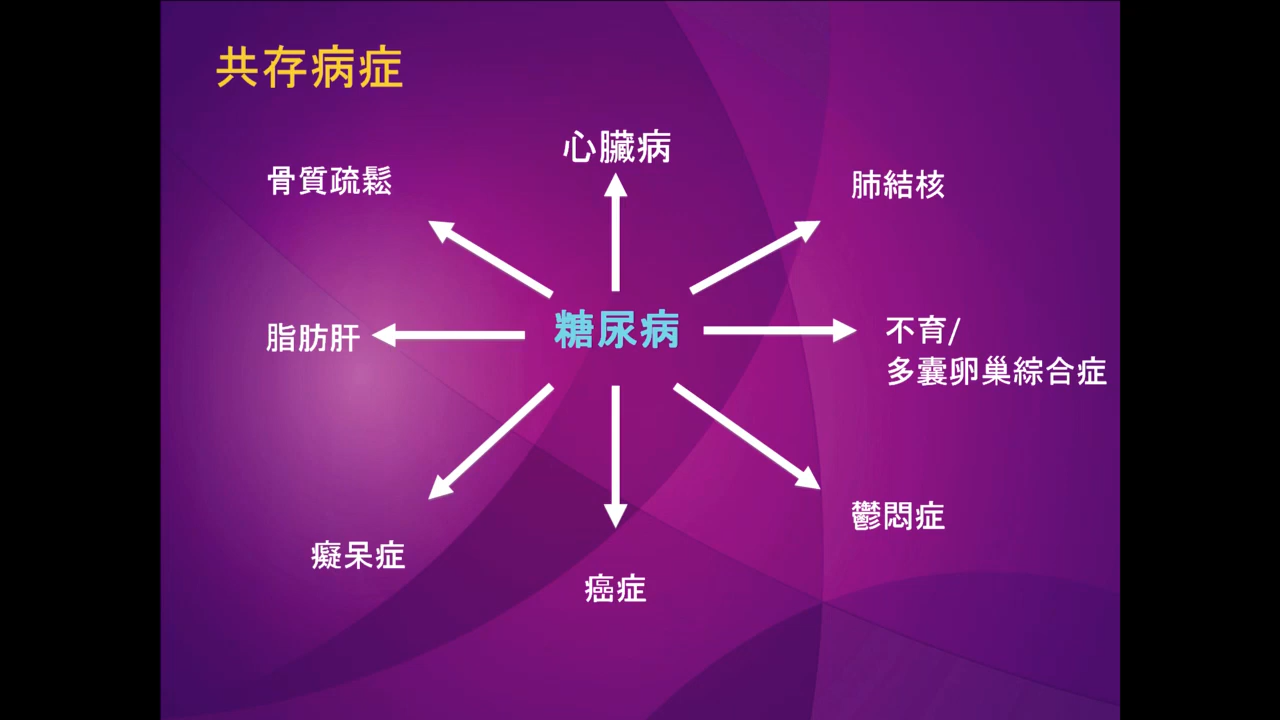 共存病症
心臟病
骨質疏鬆
肺結核
糖尿病
脂肪肝
不育/
多囊卵巢綜合症
鬱悶症
癡呆症
癌症